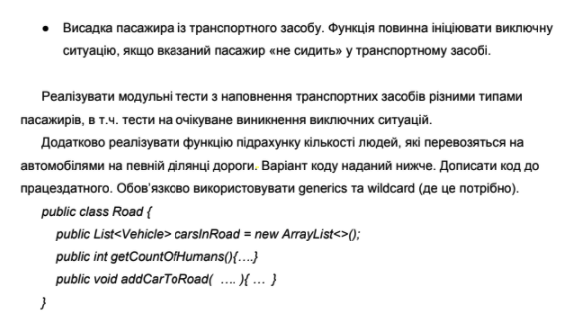 ● Висадка пасажира із транспортного засобу. Функція повинна ініціювати виключну
ситуацію, якщо вказаний пасажир «не сидить» у транспортному засобі.
Реалізувати модульні тести з наповнення транспортних засобів різними типами
пасажирів, в т.ч. тести на очікуване виникнення виключних ситуацій.
Додатково реалізувати функцію підрахунку кількості людей, які перевозяться на
автомобілями на певній ділянці дороги. Варіант коду наданий нижче. Дописати код до
працездатного. Обов’язково використовувати generics та wildcard (де це потрібно).
public class Road {
public List<Vehicle> carsInRoad = new ArrayList<>();
public int getCountOfHumans(){….}
public void addCarToRoad( …. ){ … }
}